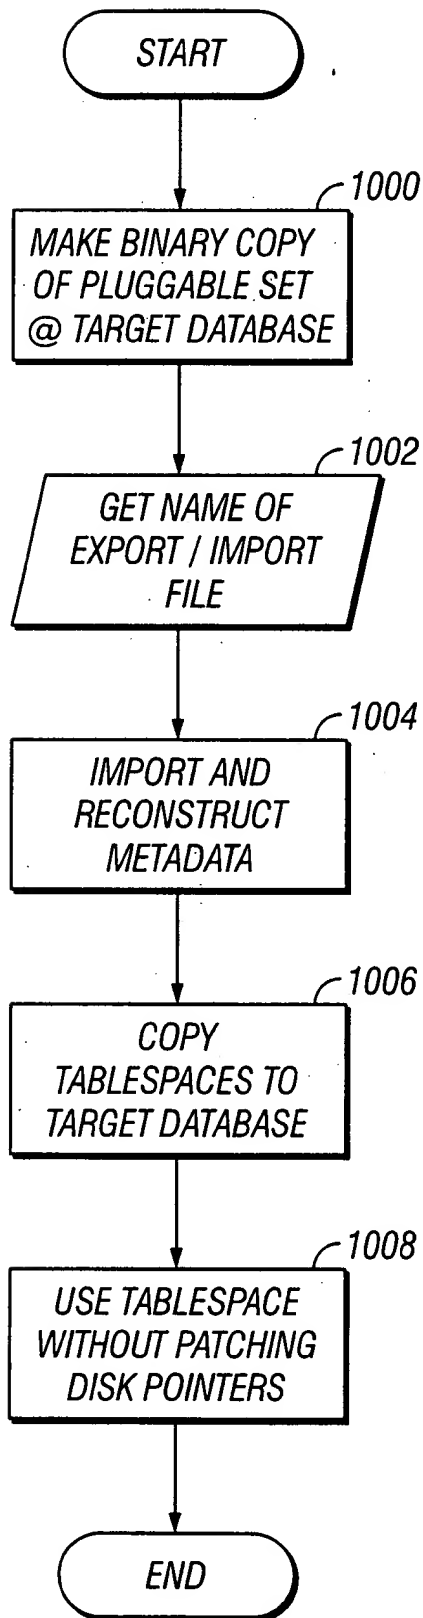 START
1000
MAKE BINARY COPY
OF PLUGGABLE SET
@ TARGET DATABASE
1002
GET NAME OF
EXPORT / IMPORT
FILE
1004
IMPORT AND
RECONSTRUCT
METADATA
1006
COPY
TABLESPACES TO
TARGET DATABASE
1008
USE TABLESPACE
WITHOUT PATCHING
DISK POINTERS
END